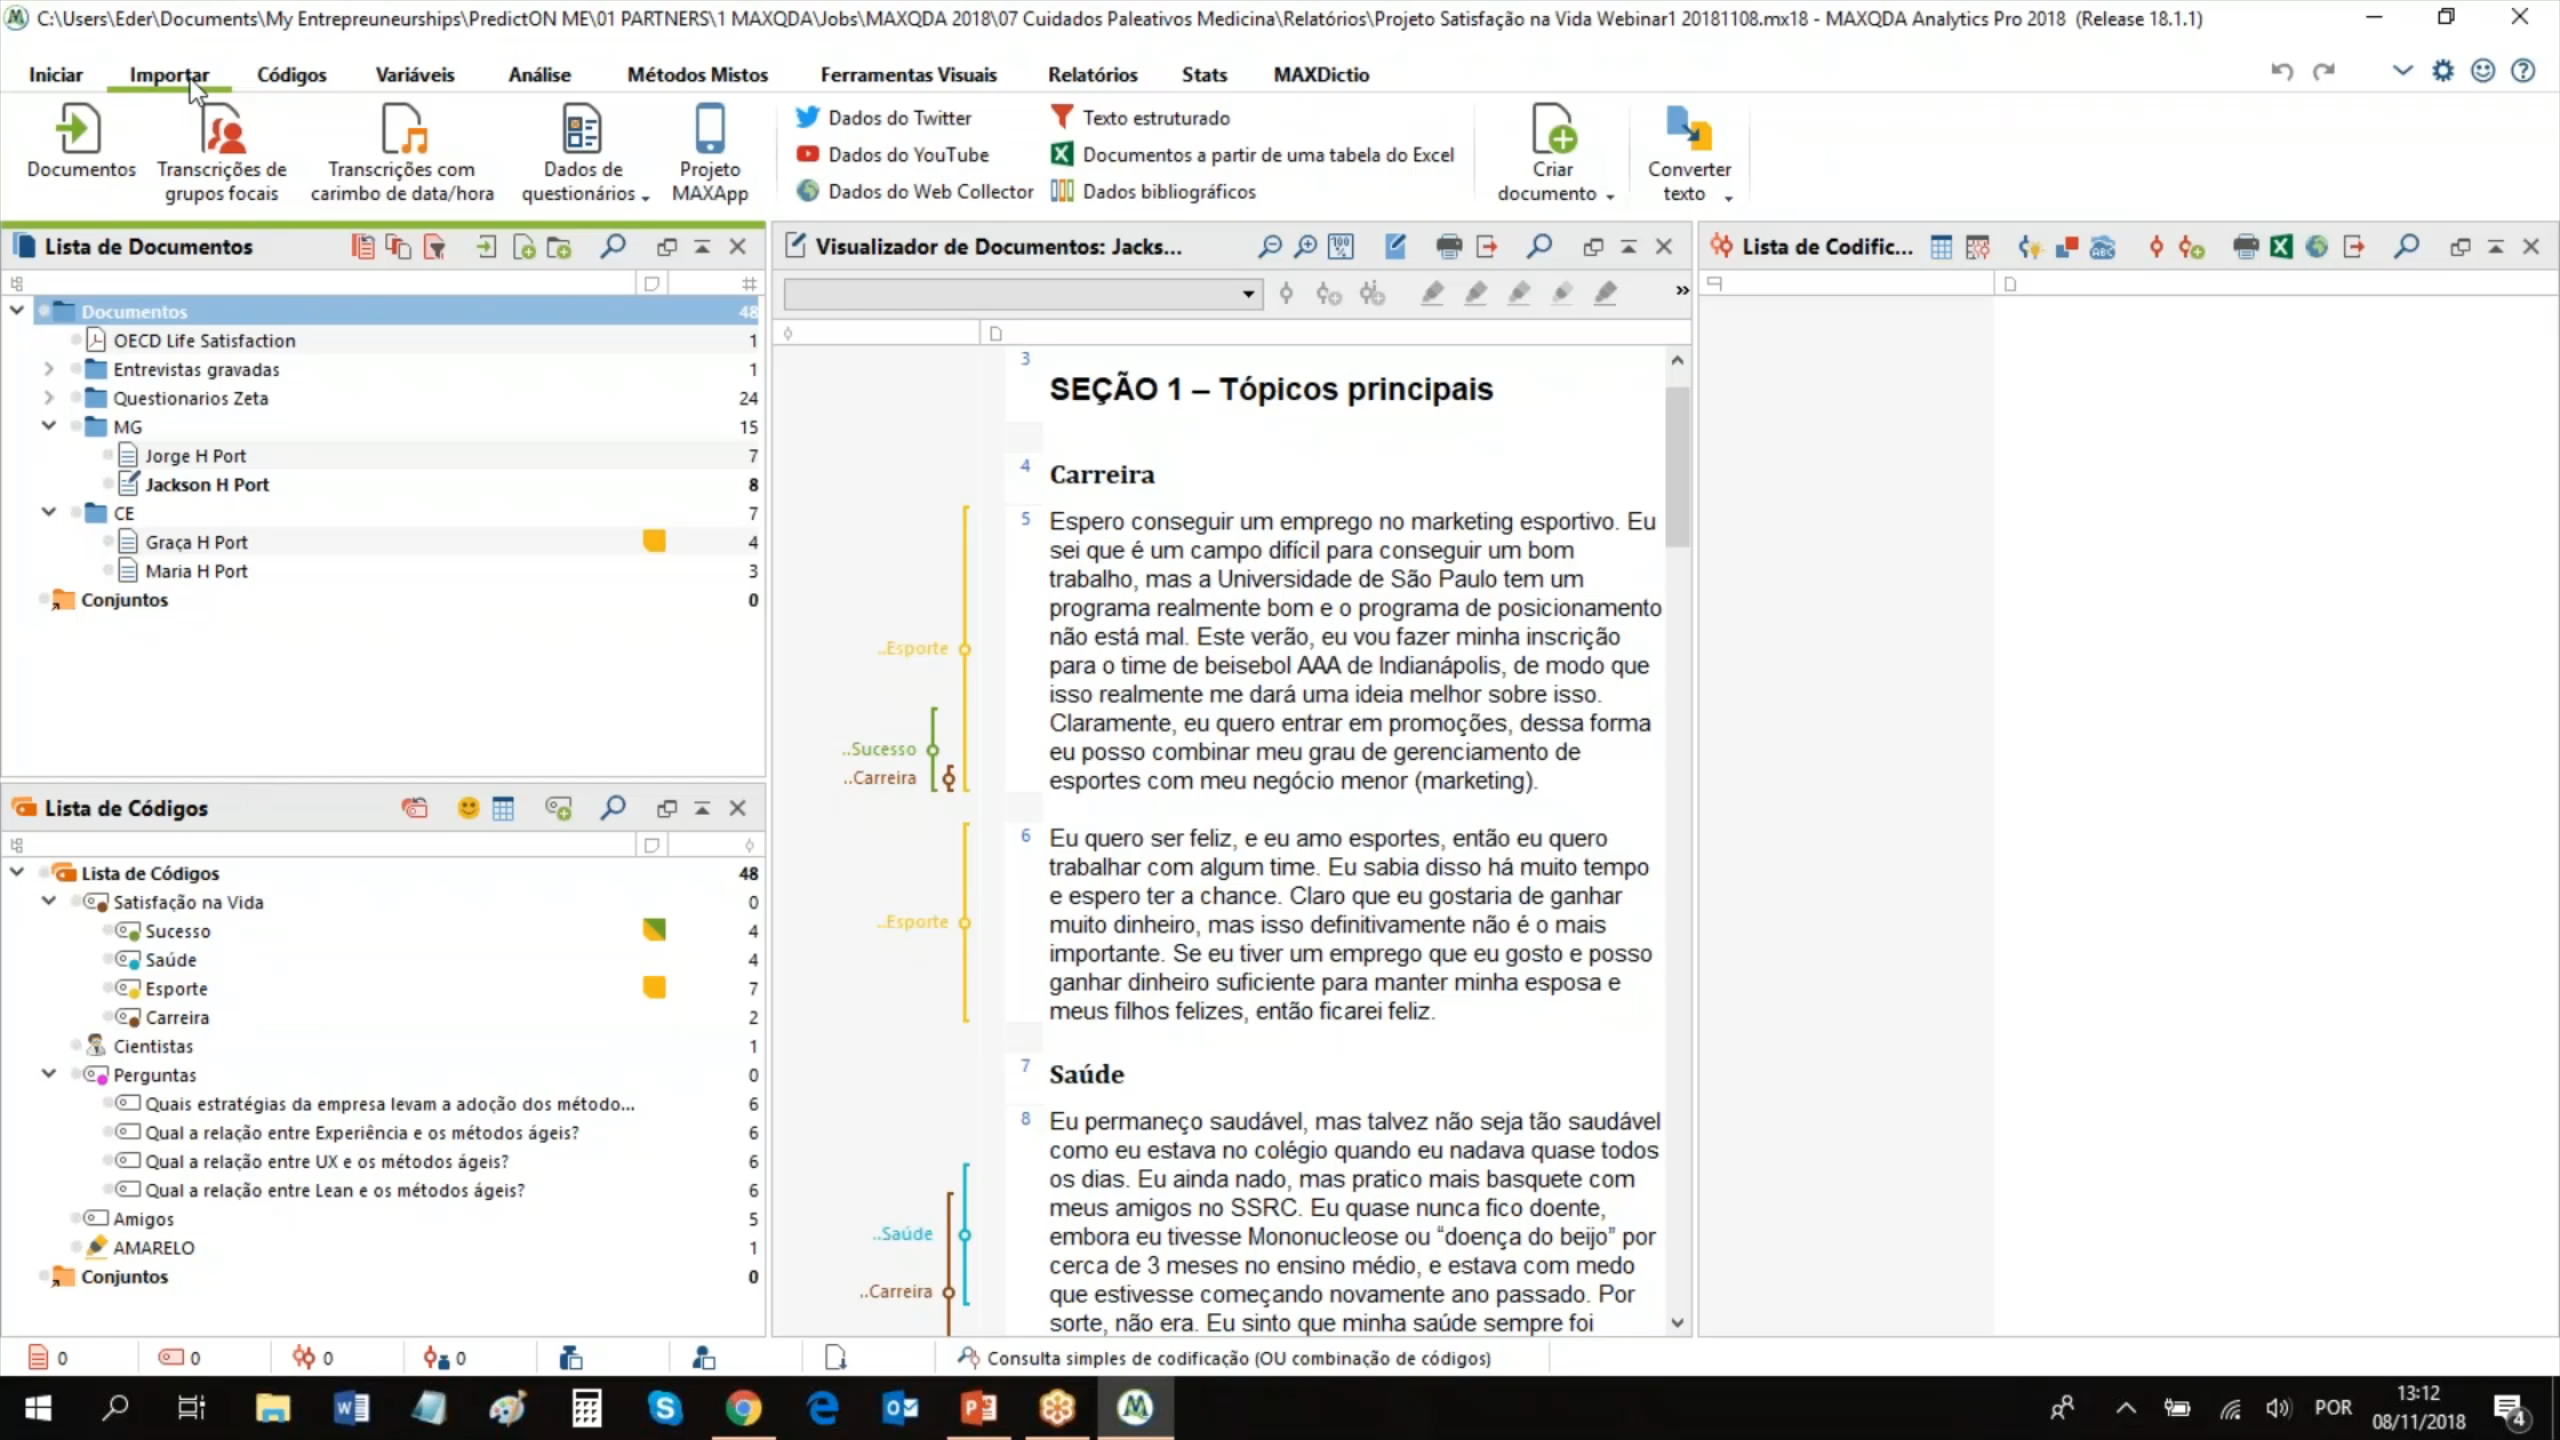 C:\Users\Eder\Documents\My Entrepreuneurships\PredictON ME\01 PARTNERS\1 MAXQDA\Jobs\MAXQDA 2018\07 Cuidados Paleativos Medicina\Relatórios\Projeto Satisfação na Vida Webinar1 20181108.mx18 - MAXQDA Analytics Pro 2018 (Release 18.1.1)
Iniciar Importar Códigos Variáveis Análise Métodos Mistos Ferramentas Visuais Relatórios Stats MAXDictio
Documentos
Transcrições de
grupos focais
Transcrições com
carimbo de data/hora
Dados de
questionários
Projeto
MAXApp
Dados do Twitter
Dados do YouTube
Dados do Web Collector
Texto estruturado
Documentos a partir de uma tabela do Excel
Dados bibliográficos
Criar
documento
Converter
texto
Lista de Documentos
Documentos 48
OECD Life Satisfaction 1
Entrevistas gravadas 1
Questionarios Zeta 24
MG 15
Jorge H Port 7
Jackson H Port 8
CE 7
Graça H Port 4
Maria H Port 3
Conjuntos 0
Lista de Códigos
Lista de Códigos 48
Satisfação na Vida 0
Sucesso 4
Saúde 4
Esporte 7
Carreira 2
Cientistas 1
Perguntas 0
Quais estratégias da empresa levam a adoção dos método... 6
Qual a relação entre Experiência e os métodos ágeis? 6
Qual a relação entre UX e os métodos ágeis? 6
Qual a relação entre Lean e os métodos ágeis? 6
Amigos 5
AMARELO 1
Conjuntos 0
Visualizador de Documentos: Jacks...
100
%
»
3
SEÇÃO 1 – Tópicos principais
4 Carreira
5 Espero conseguir um emprego no marketing esportivo. Eu
sei que é um campo difícil para conseguir um bom
trabalho, mas a Universidade de São Paulo tem um
programa realmente bom e o programa de posicionamento
não está mal. Este verão, eu vou fazer minha inscrição
..Esporte
para o time de beisebol AAA de Indianápolis, de modo que
isso realmente me dará uma ideia melhor sobre isso.
Claramente, eu quero entrar em promoções, dessa forma
..Sucesso
eu posso combinar meu grau de gerenciamento de
..Carreira
esportes com meu negócio menor (marketing).
6 Eu quero ser feliz, e eu amo esportes, então eu quero
trabalhar com algum time. Eu sabia disso há muito tempo
e espero ter a chance. Claro que eu gostaria de ganhar
..Esporte
muito dinheiro, mas isso definitivamente não é o mais
importante. Se eu tiver um emprego que eu gosto e posso
ganhar dinheiro suficiente para manter minha esposa e
meus filhos felizes, então ficarei feliz.
7 Saúde
8 Eu permaneço saudável, mas talvez não seja tão saudável
como eu estava no colégio quando eu nadava quase todos
os dias. Eu ainda nado, mas pratico mais basquete com
meus amigos no SSRC. Eu quase nunca fico doente,
..Saúde
embora eu tivesse Mononucleose ou “doença do beijo” por
cerca de 3 meses no ensino médio, e estava com medo
..Carreira
que estivesse começando novamente ano passado. Por
sorte, não era. Eu sinto que minha saúde sempre foi
Lista de Codific...
0 0 0 0
Consulta simples de codificação (OU combinação de códigos)
POR
13:12
08/11/2018
4